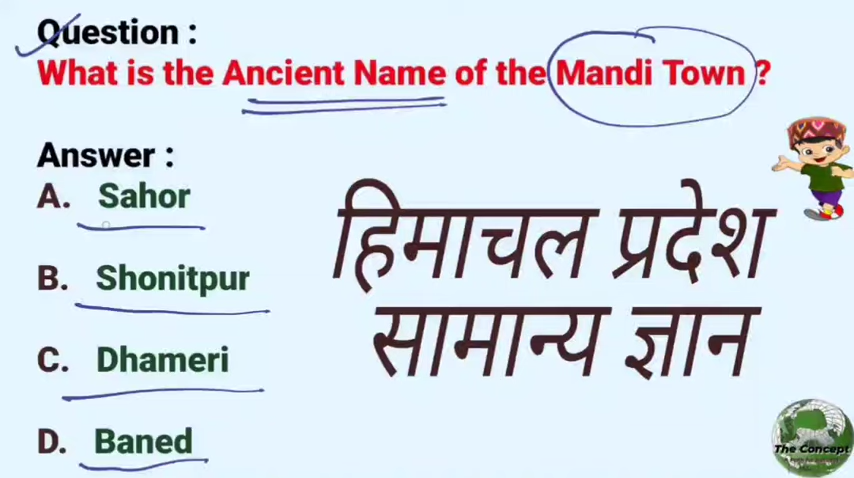 Question :
What is the Ancient Name of the Mandi Town ?
Answer :
A. Sahor
B. Shonitpur
C. Dhameri
D. Baned
हिमाचल प्रदेश
सामान्य ज्ञान
The Concept